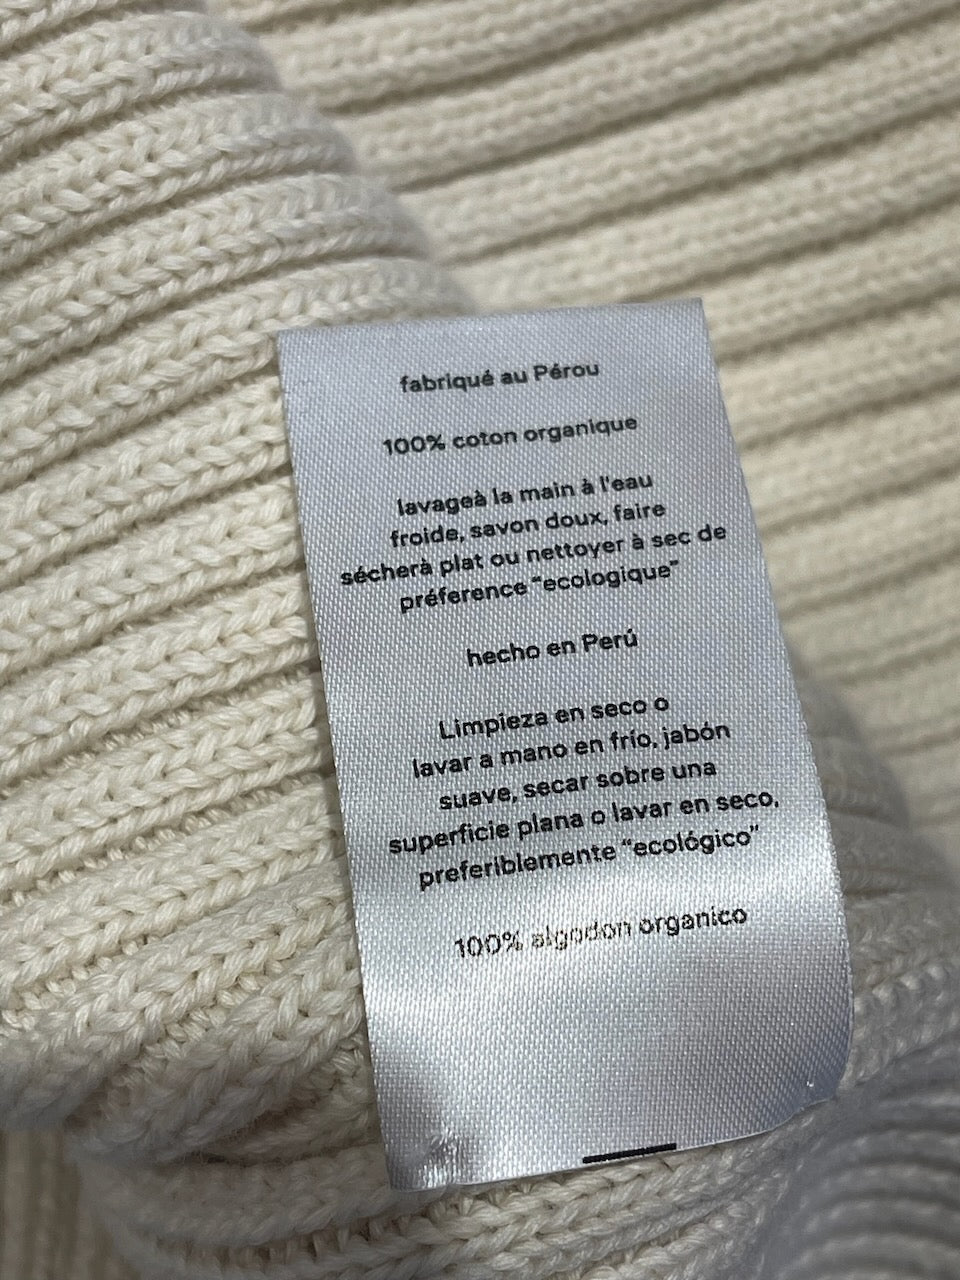 fabriqué au Pérou
100% coton organique
lavageà la main à l'eau
froide, savon doux, faire
sécherà plat ou nettoyer à sec de
préference “ecologique”
hecho en Perú
Limpieza en seco o
lavar a mano en frío, jabón
suave, secar sobre una
superficie plana o lavar en seco,
preferiblemente “ecológico”
100% algodon organico